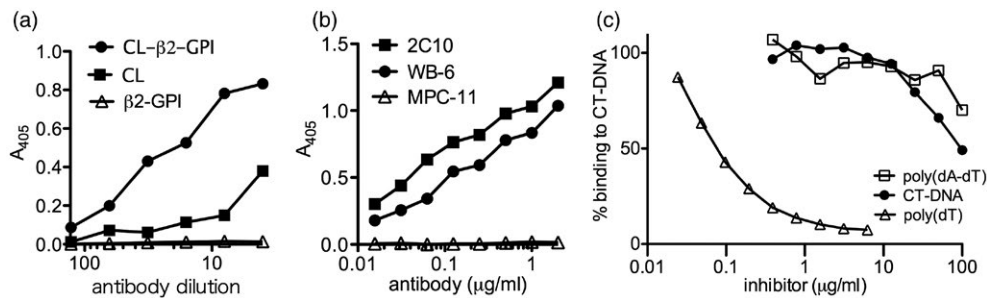 (a)
CL-β2-GPI
CL
β2-GPI
A405
1.0
0.8
0.6
0.4
0.2
0.0
100
10
antibody dilution
(b)
2C10
WB-6
MPC-11
A405
1.5
1.0
0.5
0.0
0.01
0.1
1
antibody (μg/ml)
(c)
% binding to CT-DNA
100
50
0
poly(dA-dT)
CT-DNA
poly(dT)
0.01
0.1
1
10
100
inhibitor (μg/ml)